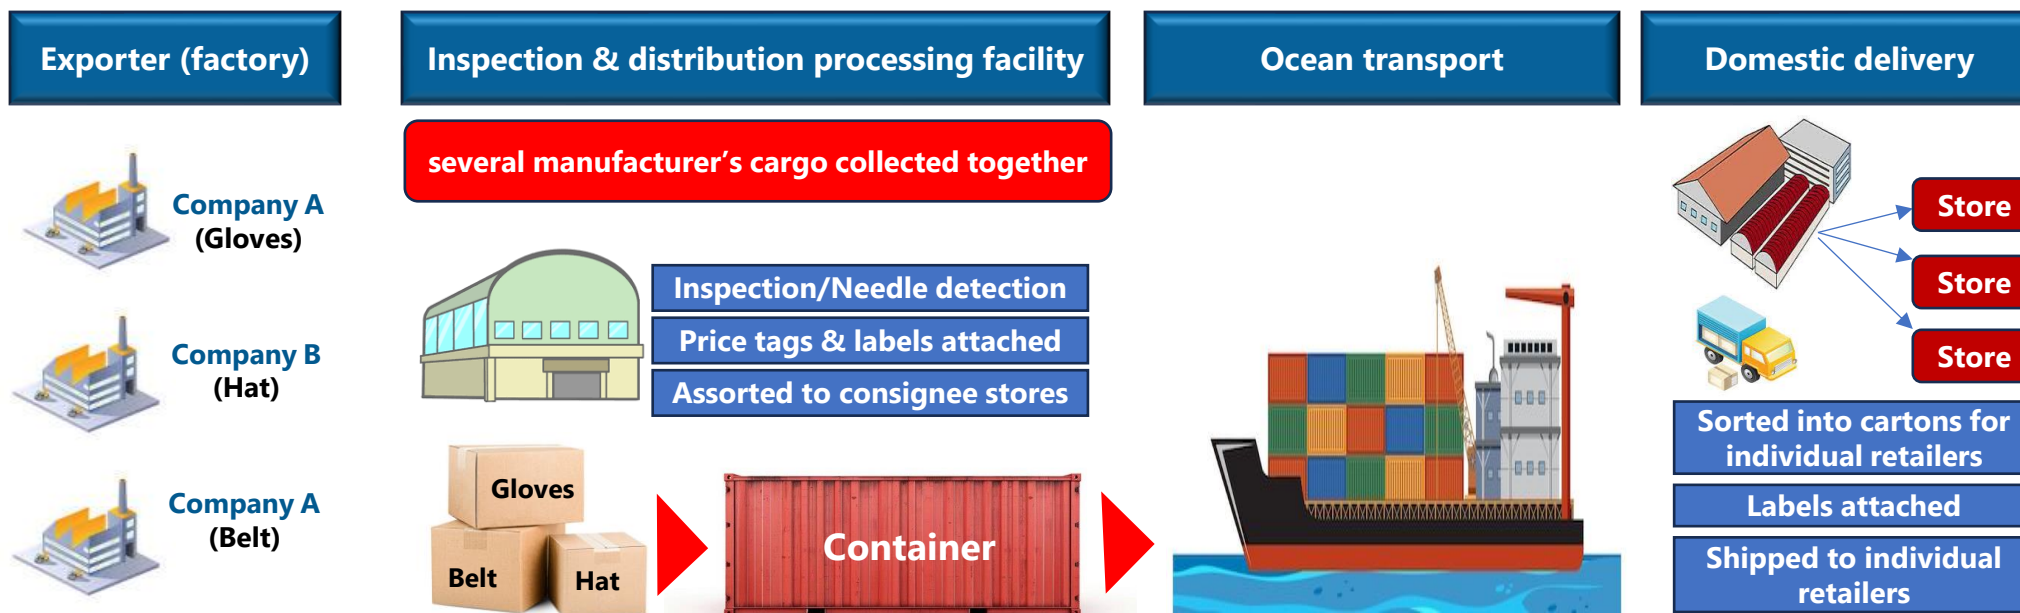 Exporter (factory)
Inspection & distribution processing facility
Ocean transport
Domestic delivery
several manufacturer’s cargo collected together
Company A
(Gloves)
Company B
(Hat)
Company A
(Belt)
Inspection/Needle detection
Price tags & labels attached
Assorted to consignee stores
Gloves
Belt
Hat
Container
Store
Store
Store
Sorted into cartons for
individual retailers
Labels attached
Shipped to individual
retailers